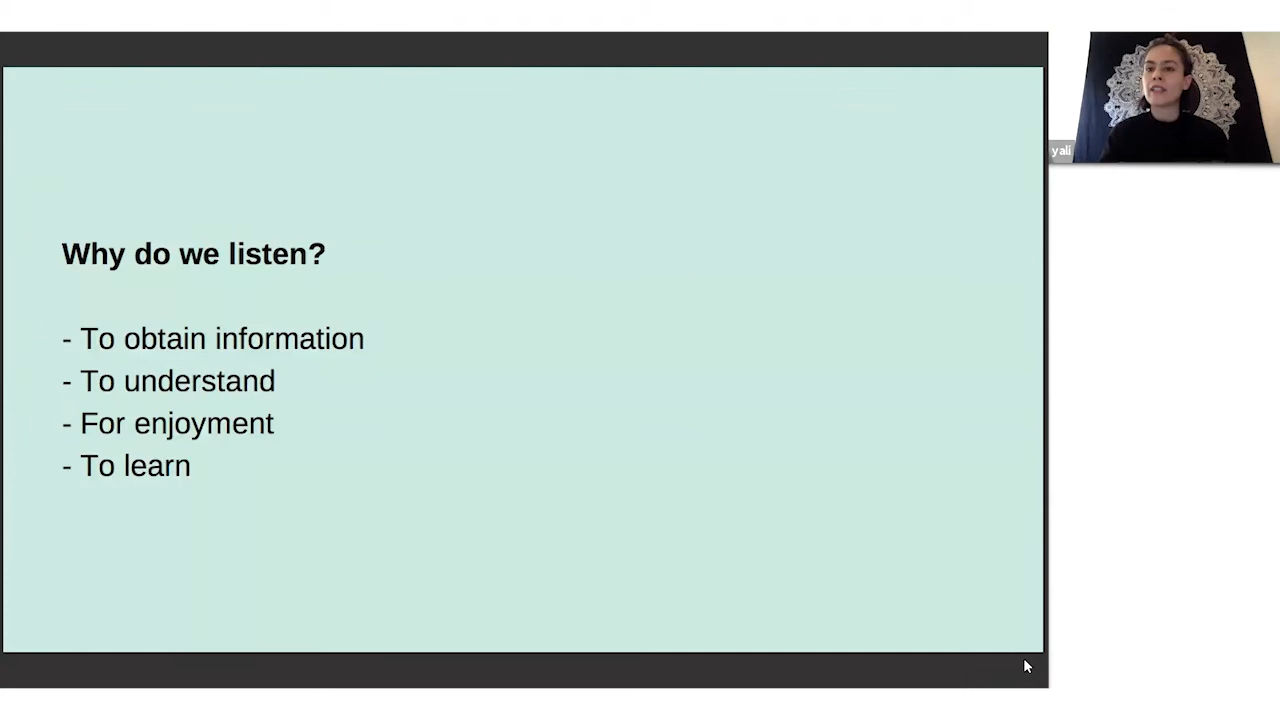 Why do we listen?
- To obtain information
- To understand
- For enjoyment
- To learn
yali